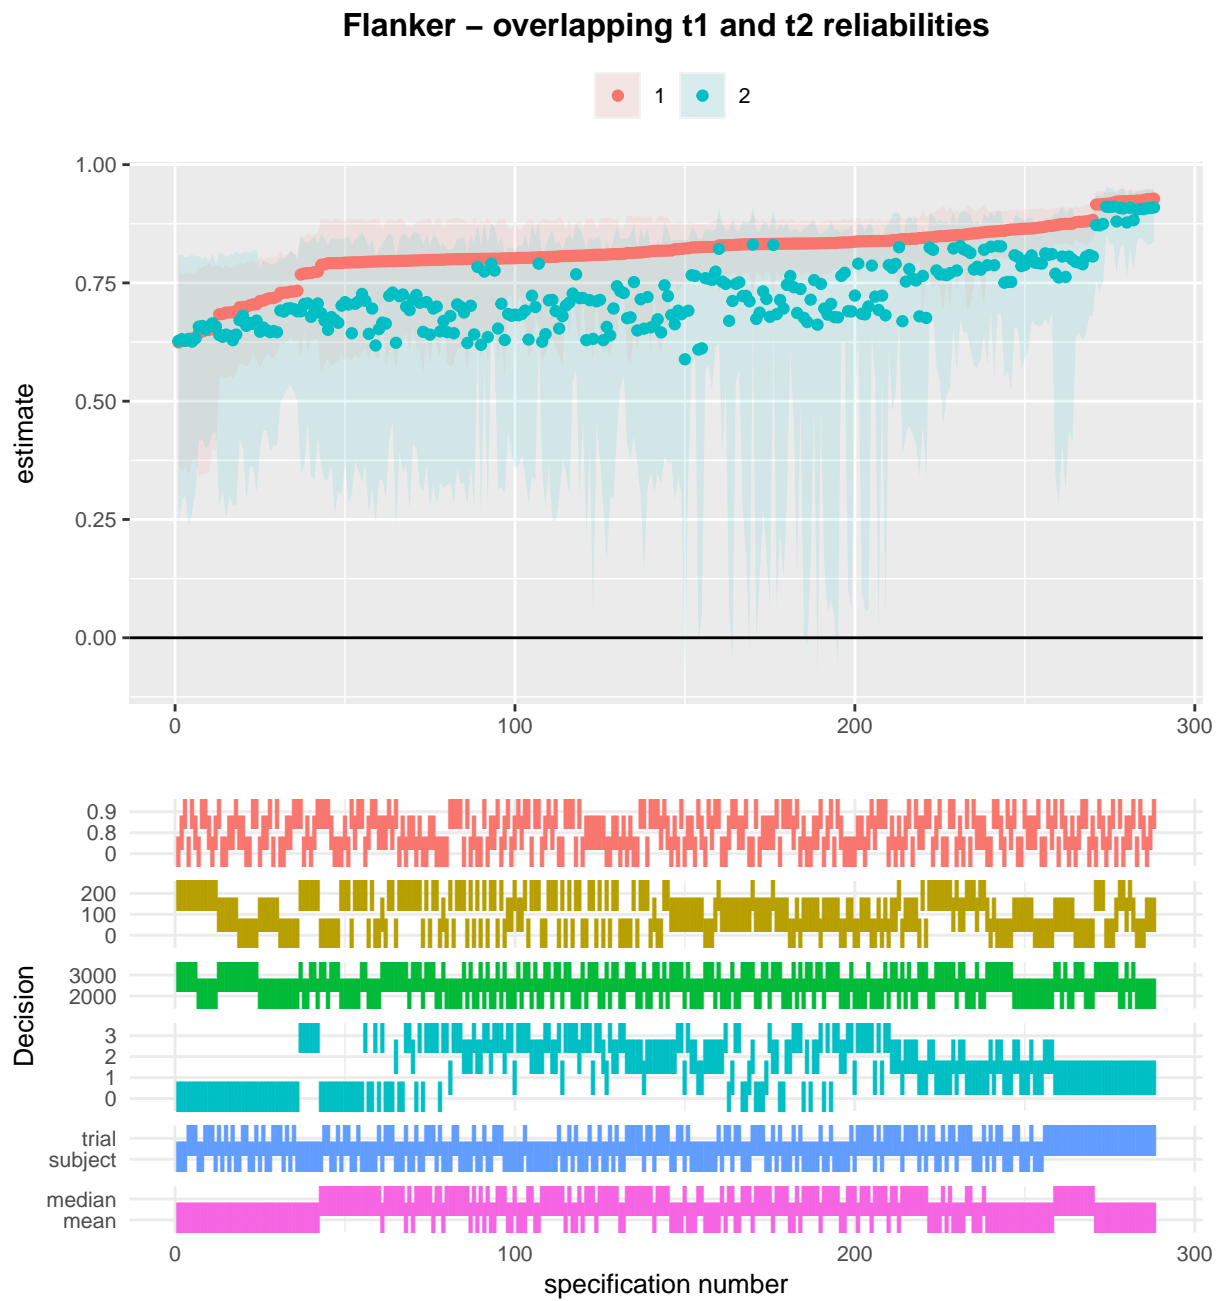 Flanker – overlapping t1 and t2 reliabilities
1 2
1.00
0.75
0.50
0.25
0.00
estimate
0 100 200 300
0.9
0.8
0
200
100
0
3000
2000
3
2
1
0
trial
subject
median
mean
Decision
0 100 200 300
specification number